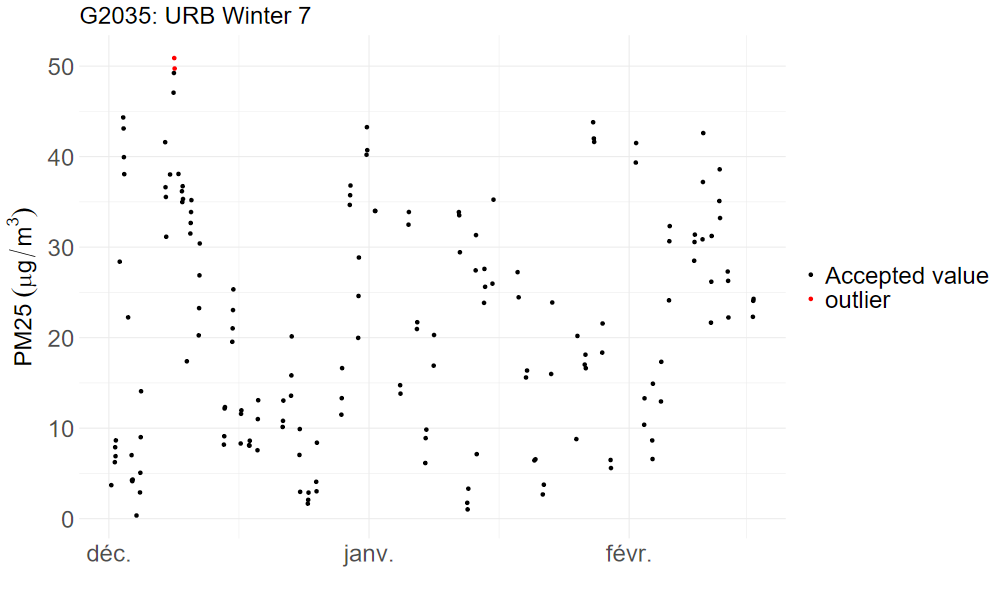 G2035: URB Winter 7
PM25 (μg/m³)
50
40
30
20
10
0
déc.
janv.
févr.
Accepted value
outlier